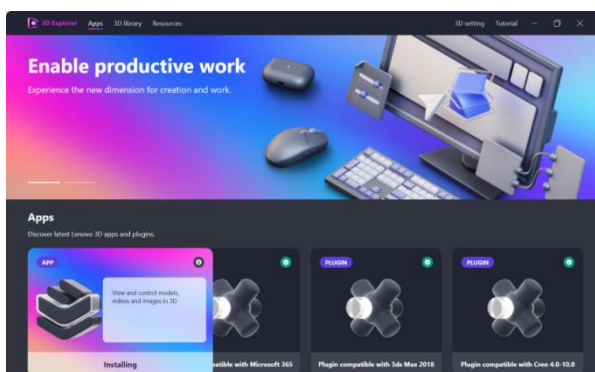 3D Explorer Apps 3D library Resources 3D setting Tutorial
Enable productive work
Experience the new dimension for creation and work.
Apps
Discover latest Lenovo 3D apps and plugins.
APP PLUGIN PLUGIN
View and control models,
videos and images in 3D
Installing patible with Microsoft 365 Plugin compatible with 3ds Max 2018 Plugin compatible with Creo 4.0-10.0